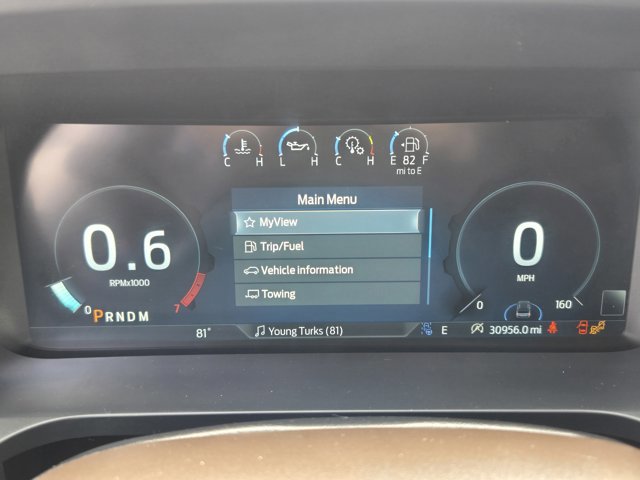 C H L H C H E 82 F
mi to E
Main Menu
MyView
Trip/Fuel
Vehicle information
Towing
0.6
RPMx1000
0 7
PRNDM
0
MPH
0 160
81° Young Turks (81) E 30956.0 mi